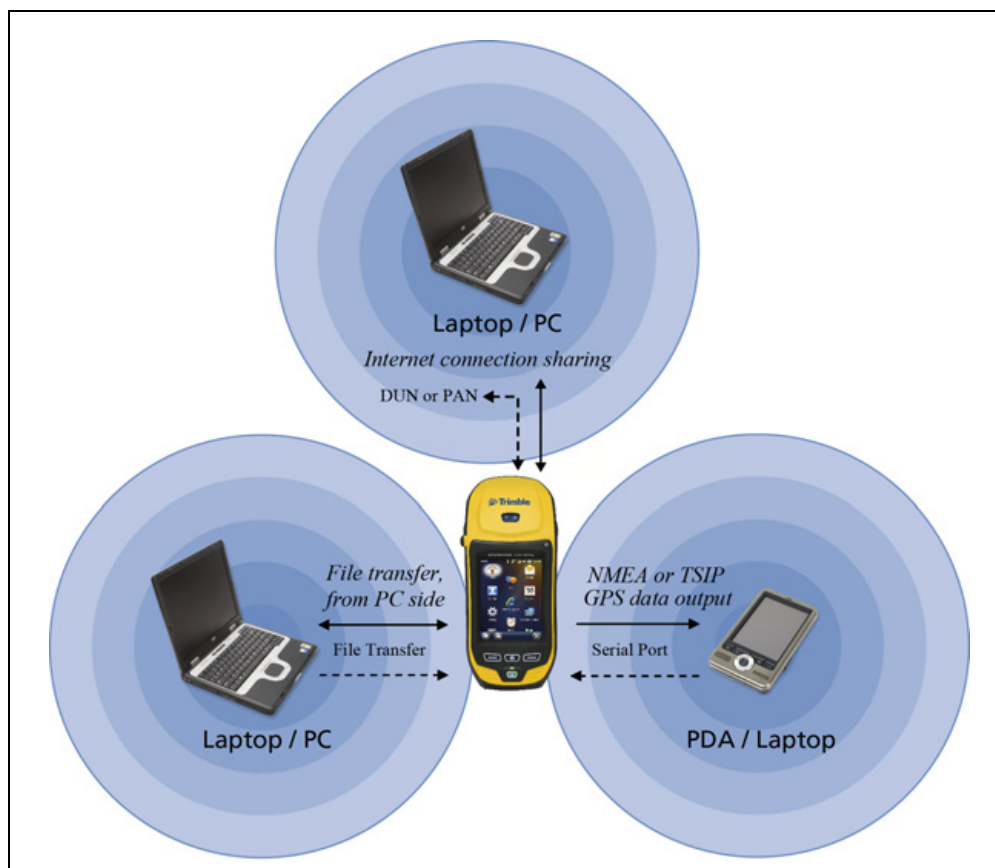 Laptop / PC
Internet connection sharing
DUN or PAN
Trimble
File transfer,
from PC side
File Transfer
Laptop / PC
NMEA or TSIP
GPS data output
Serial Port
PDA / Laptop